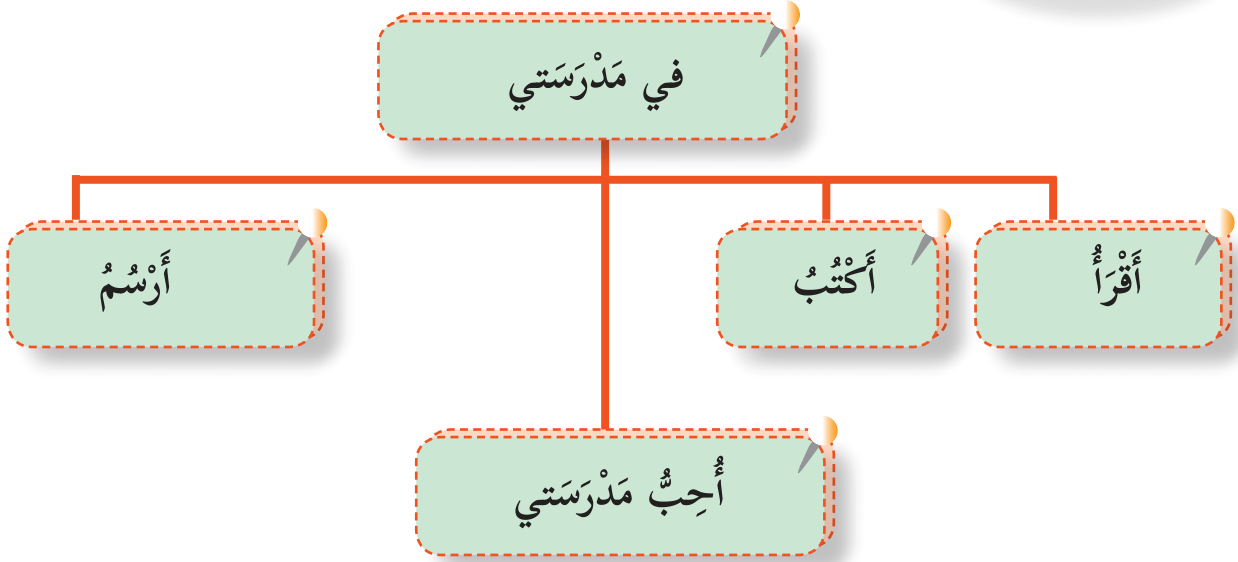 في مَدْرَسَتي
أَقْرَأُ
أَكْتُبُ
أَرْسُمُ
أُحِبُّ مَدْرَسَتي